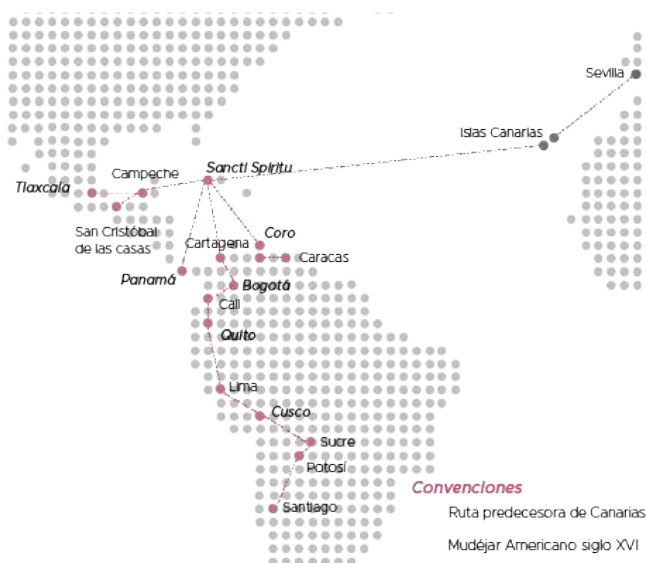 Sevilla
Islas Canarias
Sancti Spiritu
Campeche
Tlaxcala
San Cristóbal
de las casas
Coro
Cartagena
Caracas
Panamá
Bogotá
Cali
Quito
Lima
Cusco
Sucre
Potosí
Santiago
Convenciones
Ruta predecesora de Canarias
Mudéjar Americano siglo XVI